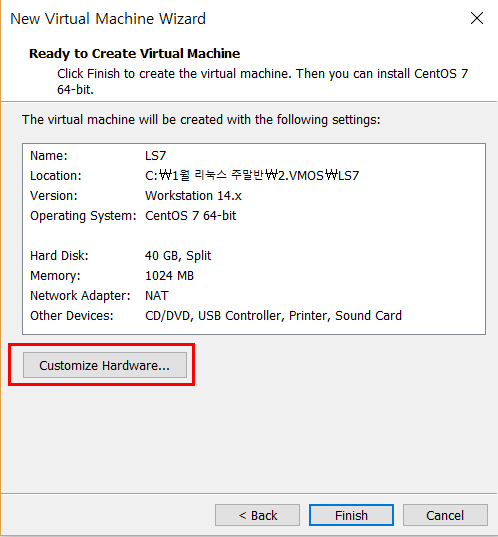 New Virtual Machine Wizard
Ready to Create Virtual Machine
Click Finish to create the virtual machine. Then you can install CentOS 7
64-bit.
The virtual machine will be created with the following settings:
Name: LS7
Location: C:₩1월 리눅스 주말반₩2.VMOS₩LS7
Version: Workstation 14.x
Operating System: CentOS 7 64-bit
Hard Disk: 40 GB, Split
Memory: 1024 MB
Network Adapter: NAT
Other Devices: CD/DVD, USB Controller, Printer, Sound Card
Customize Hardware...
< Back Finish Cancel